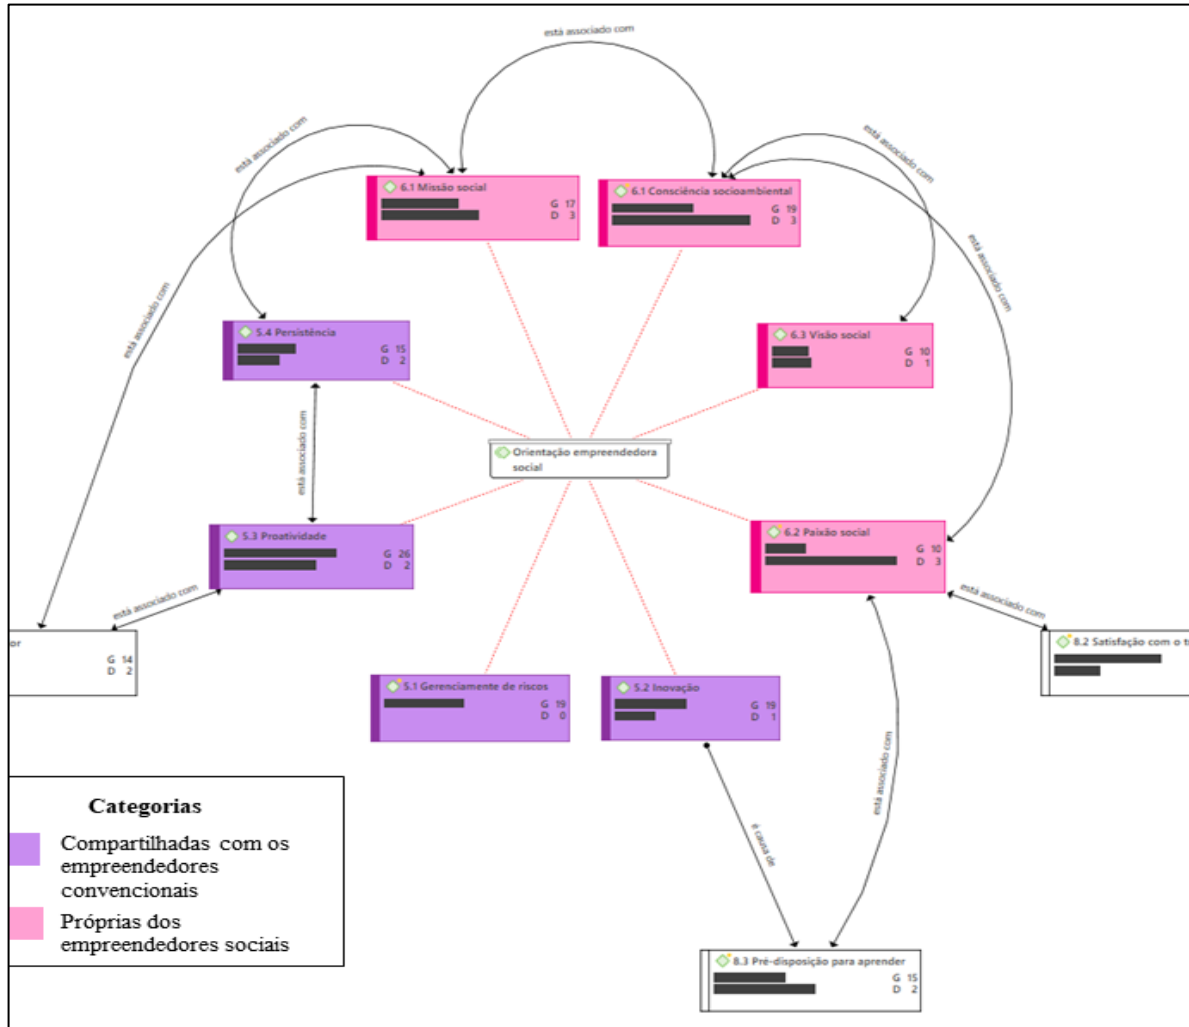 está associado com
está associado com
está associado com
6.1 Missão social
G 17
D 3
6.1 Consciência socioambiental
G 19
D 3
está associado com
está associado com
está associado com
5.4 Persistência
G 15
D 2
6.3 Visão social
G 10
D 1
Orientação empreendedora
social
está associado com
5.3 Proatividade
G 26
D 2
6.2 Paixão social
G 10
D 3
está associado com
está associado com
or
G 14
D 2
8.2 Satisfação com o t
5.1 Gerenciamente de riscos
G 19
D 0
5.2 Inovação
G 19
D 1
está associado com
é causa de
Categorias
Compartilhadas com os
empreendedores
convencionais
Próprias dos
empreendedores sociais
8.3 Pré-disposição para aprender
G 15
D 2